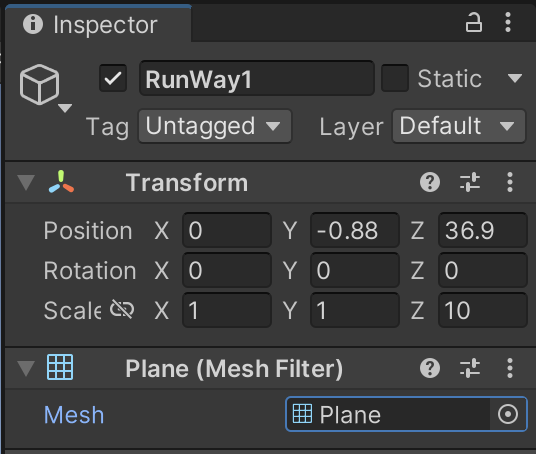 Inspector
RunWay1 Static
Tag Untagged Layer Default
Transform
Position X 0 Y -0.88 Z 36.9
Rotation X 0 Y 0 Z 0
Scale X 1 Y 1 Z 10
Plane (Mesh Filter)
Mesh Plane